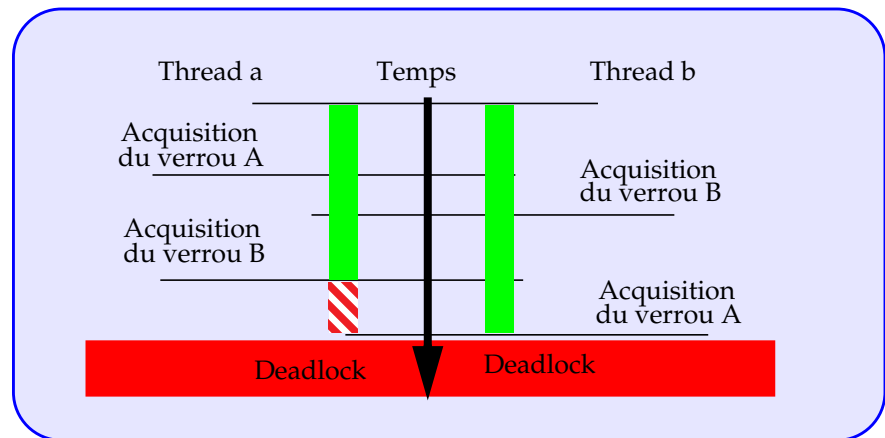 Thread a
Temps
Thread b
Acquisition
du verrou A
Acquisition
du verrou B
Acquisition
du verrou B
Acquisition
du verrou A
Deadlock
Deadlock